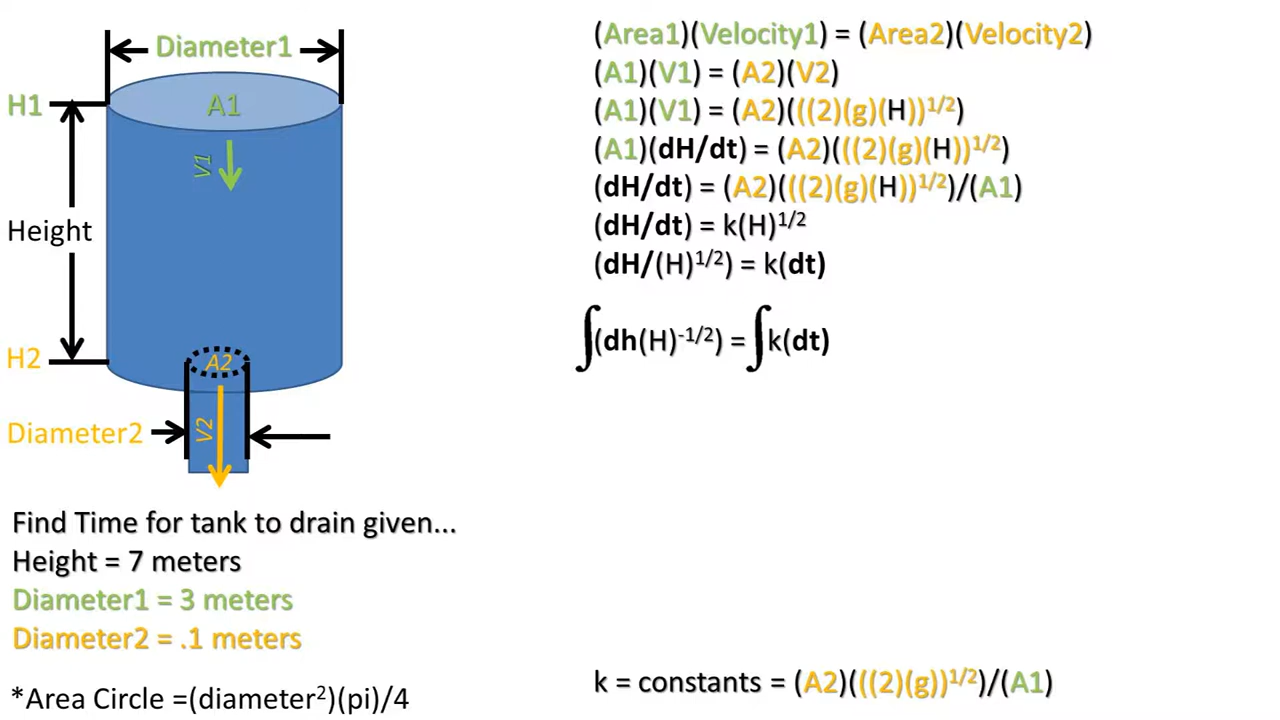 Diameter1
H1
A1
V1
Height
H2
A2
V2
Diameter2
Find Time for tank to drain given...
Height = 7 meters
Diameter1 = 3 meters
Diameter2 = .1 meters
*Area Circle =(diameter²)(pi)/4
(Area1)(Velocity1) = (Area2)(Velocity2)
(A1)(V1) = (A2)(V2)
(A1)(V1) = (A2)(((2)(g)(H))^1/2)
(A1)(dH/dt) = (A2)(((2)(g)(H))^1/2)
(dH/dt) = (A2)(((2)(g)(H))^1/2)/(A1)
(dH/dt) = k(H)^1/2
(dH/(H)^1/2) = k(dt)
∫(dh(H)^-1/2) = ∫k(dt)
k = constants = (A2)(((2)(g))^1/2)/(A1)